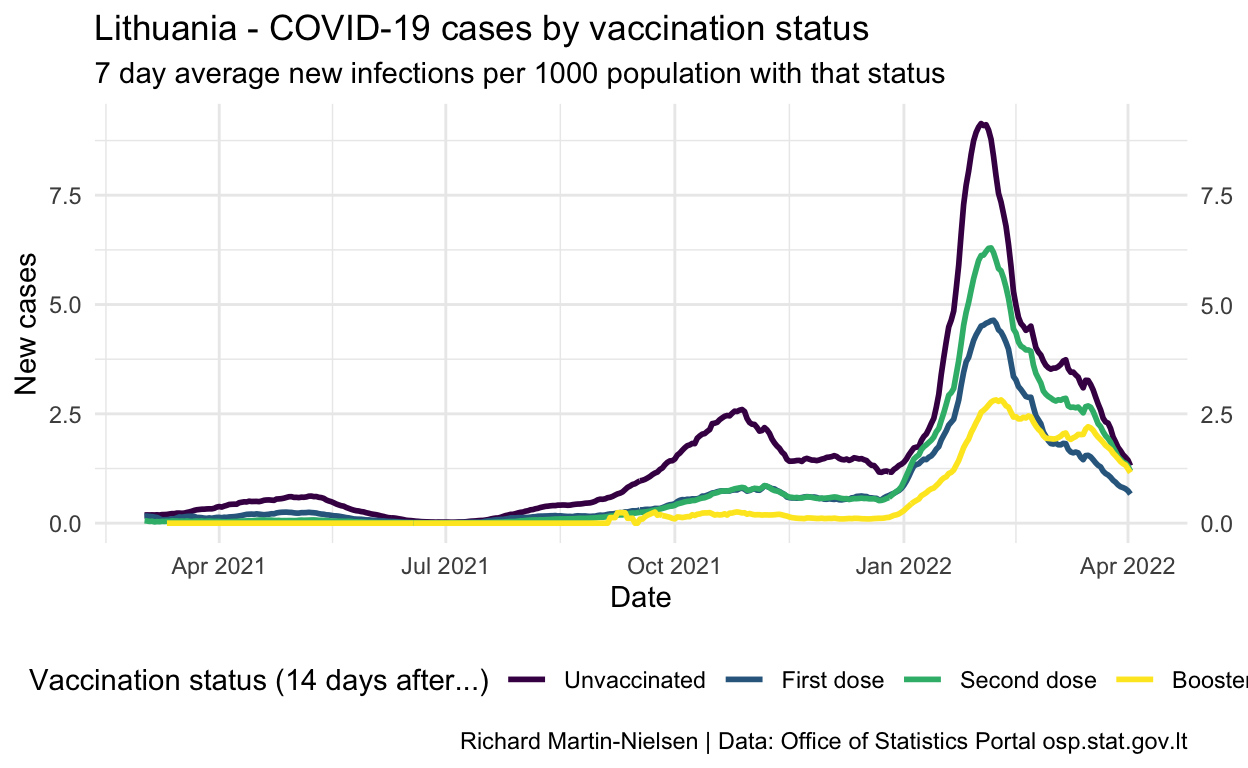 Lithuania - COVID-19 cases by vaccination status
7 day average new infections per 1000 population with that status
New cases
7.5
5.0
2.5
0.0
7.5
5.0
2.5
0.0
Apr 2021 Jul 2021 Oct 2021 Jan 2022 Apr 2022
Date
Vaccination status (14 days after...) Unvaccinated First dose Second dose Booster
Richard Martin-Nielsen | Data: Office of Statistics Portal osp.stat.gov.lt